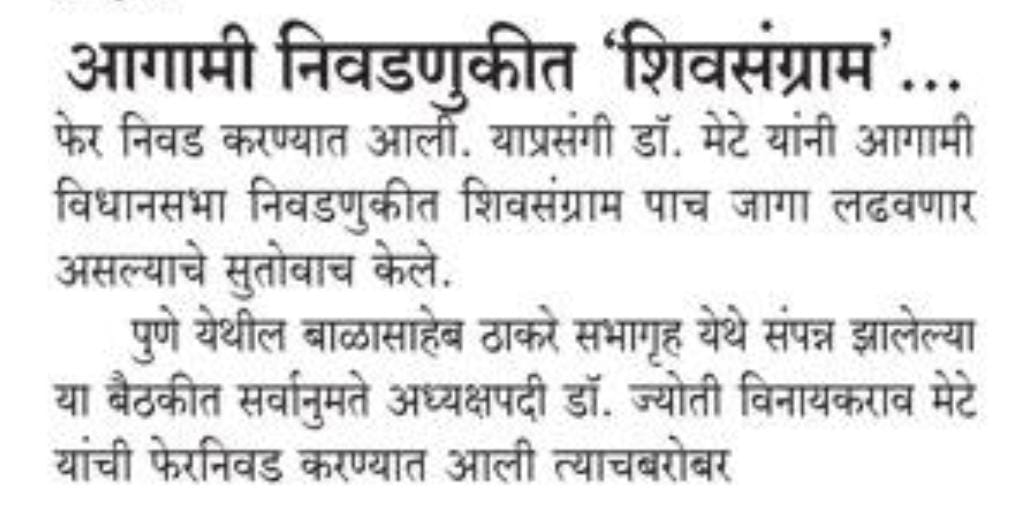 आगामी निवडणुकीत ‘शिवसंग्राम’...
फेर निवड करण्यात आली. याप्रसंगी डॉ. मेटे यांनी आगामी
विधानसभा निवडणुकीत शिवसंग्राम पाच जागा लढवणार
असल्याचे सुतोवाच केले.
पुणे येथील बाळासाहेब ठाकरे सभागृह येथे संपन्न झालेल्या
या बैठकीत सर्वानुमते अध्यक्षपदी डॉ. ज्योती विनायकराव मेटे
यांची फेरनिवड करण्यात आली त्याचबरोबर